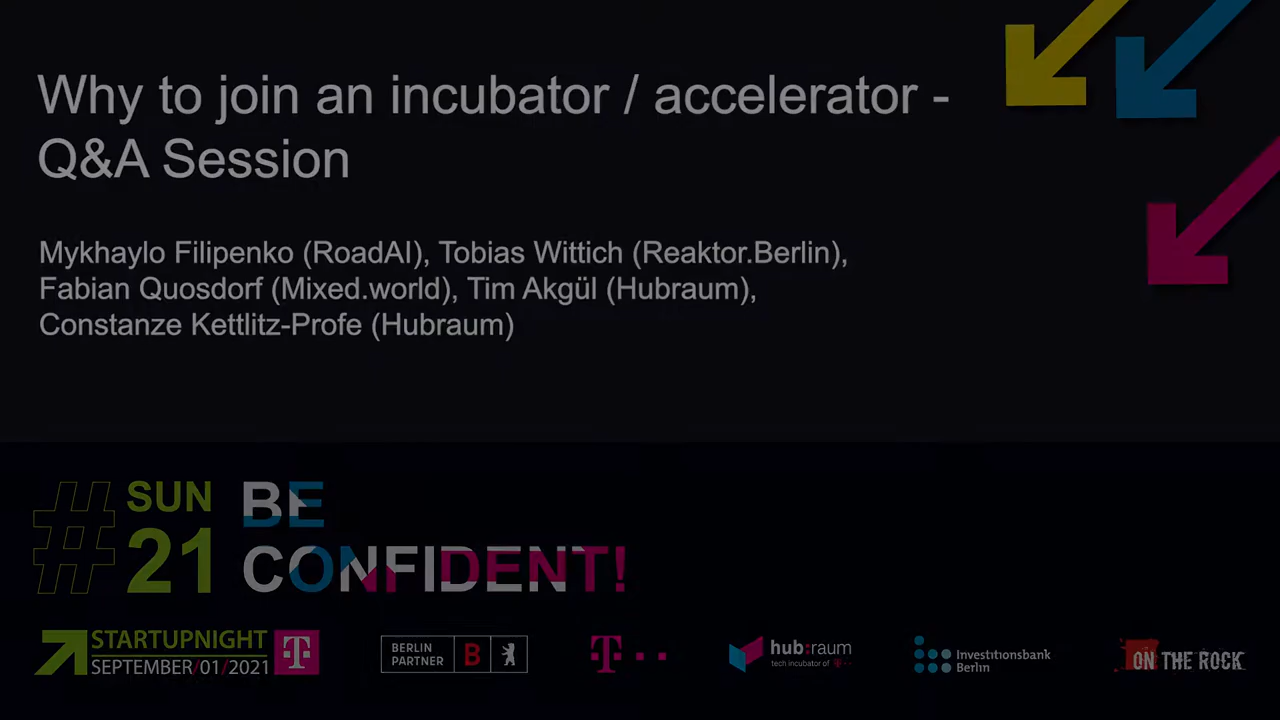 Why to join an incubator / accelerator -
Q&A Session
Mykhaylo Filipenko (RoadAI), Tobias Wittich (Reaktor.Berlin),
Fabian Quosdorf (Mixed.world), Tim Akgül (Hubraum),
Constanze Kettlitz-Profe (Hubraum)
# SUN 21
BE
CONFIDENT!
STARTUPNIGHT
SEPTEMBER/01/2021
T
BERLIN
PARTNER
B
T
hub:raum
tech incubator of T
Investitionsbank
Berlin
ON THE ROCK